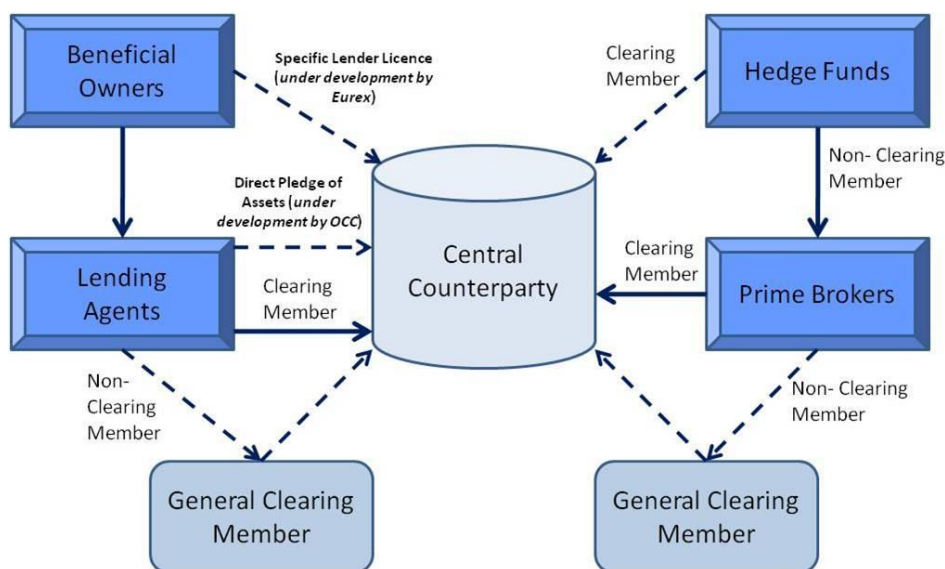 Beneficial
Owners
Specific Lender Licence
(under development by
Eurex)
Clearing
Member
Hedge Funds
Non- Clearing
Member
Direct Pledge of
Assets (under
development by OCC)
Lending
Agents
Clearing
Member
Central
Counterparty
Clearing
Member
Prime Brokers
Non-
Clearing
Member
Non- Clearing
Member
General Clearing
Member
General Clearing
Member